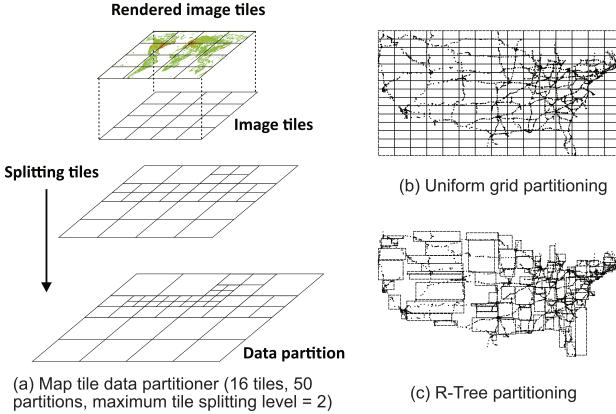 Rendered image tiles
Image tiles
Splitting tiles
Data partition
(a) Map tile data partitioner (16 tiles, 50
partitions, maximum tile splitting level = 2)
(b) Uniform grid partitioning
(c) R-Tree partitioning